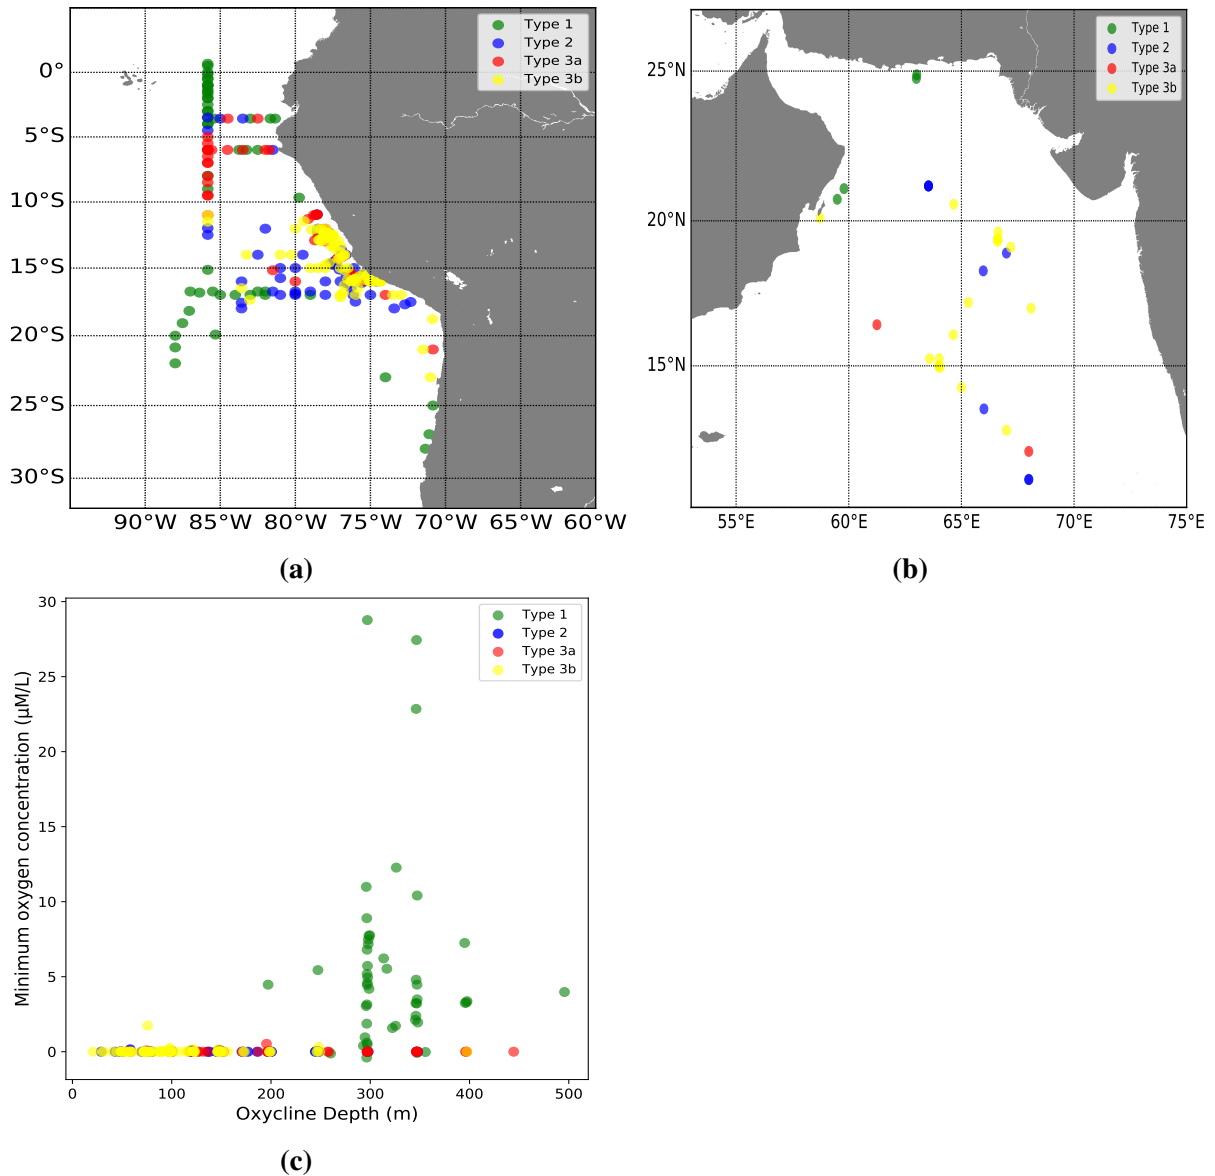 Type 1
Type 2
Type 3a
Type 3b
0°
5°S
10°S
15°S
20°S
25°S
30°S
90°W 85°W 80°W 75°W 70°W 65°W 60°W
(a)
Type 1
Type 2
Type 3a
Type 3b
25°N
20°N
15°N
55°E 60°E 65°E 70°E 75°E
(b)
Type 1
Type 2
Type 3a
Type 3b
Minimum oxygen concentration (μM/L)
30
25
20
15
10
5
0
0 100 200 300 400 500
Oxycline Depth (m)
(c)